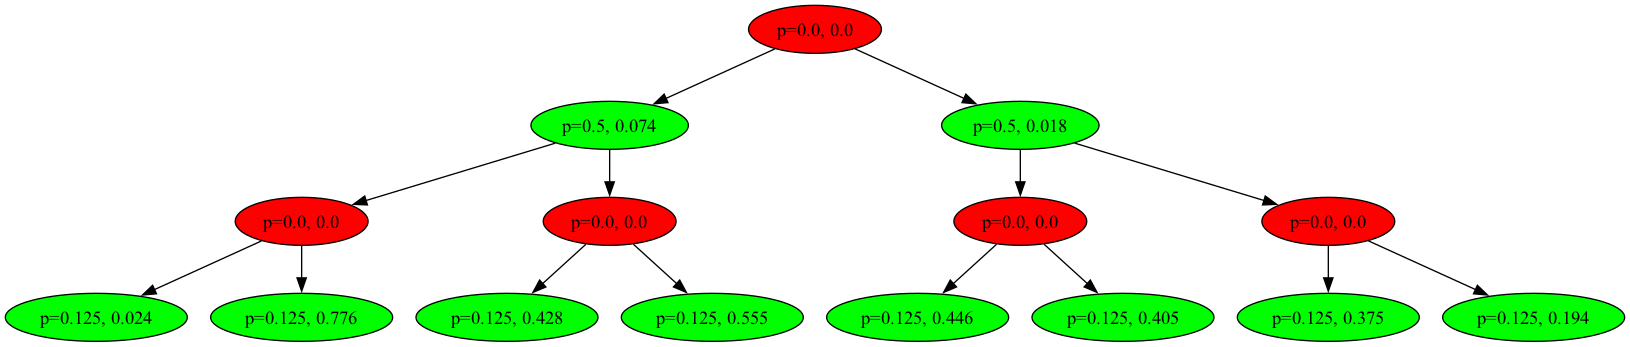 p=0.0, 0.0
p=0.5, 0.074
p=0.5, 0.018
p=0.0, 0.0
p=0.0, 0.0
p=0.0, 0.0
p=0.0, 0.0
p=0.125, 0.024
p=0.125, 0.776
p=0.125, 0.428
p=0.125, 0.555
p=0.125, 0.446
p=0.125, 0.405
p=0.125, 0.375
p=0.125, 0.194